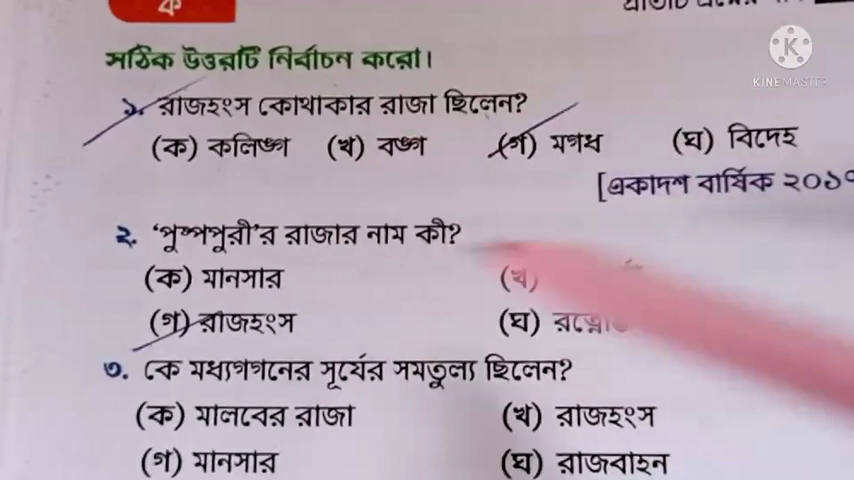 ক
সঠিক উত্তরটি নির্বাচন করো।
KINEMASTER
১. রাজহংস কোথাকার রাজা ছিলেন?
(ক) কলিঙ্গ (খ) বঙ্গ (গ) মগধ (ঘ) বিদেহ
[একাদশ বার্ষিক
২. ‘পুষ্পপুরী’র রাজার নাম কী?
(ক) মানসার (খ)
(গ) রাজহংস (ঘ)
৩. কে মধ্যগগনের সূর্যের সমতুল্য ছিলেন?
(ক) মালবের রাজা (খ) রাজহংস
(গ) মানসার (ঘ) রাজবাহন